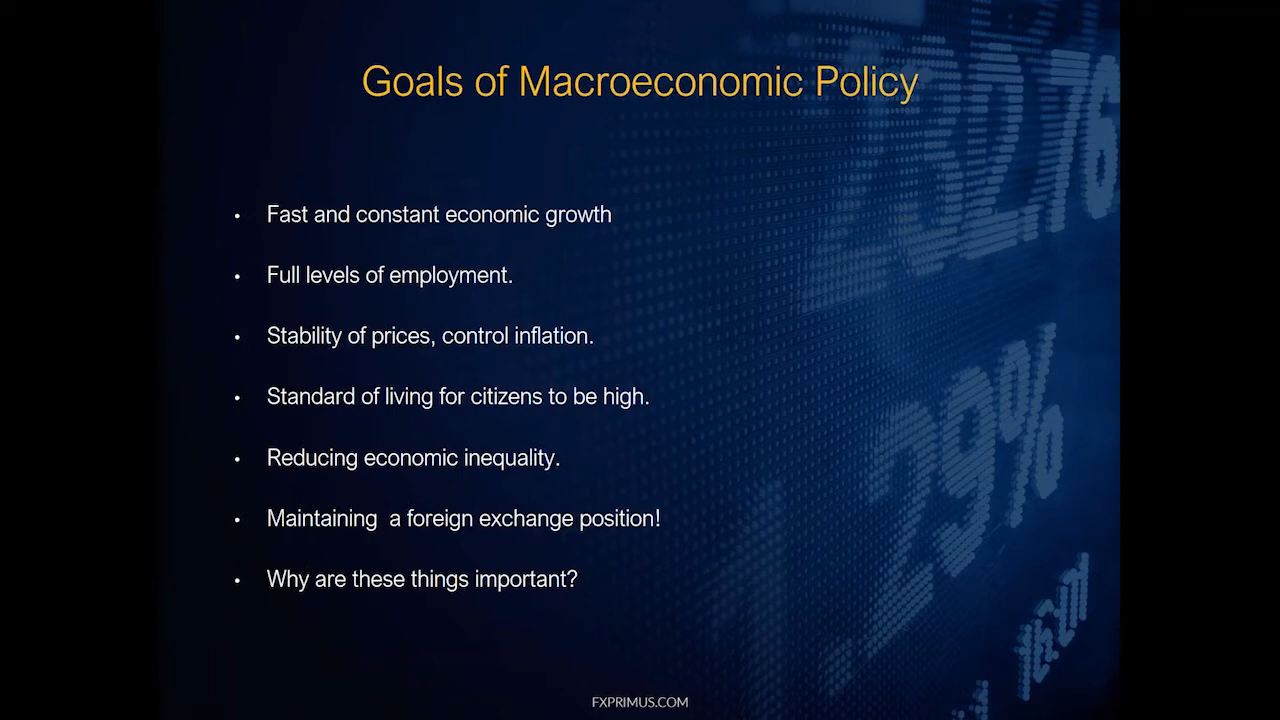 Goals of Macroeconomic Policy
• Fast and constant economic growth
• Full levels of employment.
• Stability of prices, control inflation.
• Standard of living for citizens to be high.
• Reducing economic inequality.
• Maintaining  a foreign exchange position!
• Why are these things important?
.76
.29%
FXPRIMUS.COM